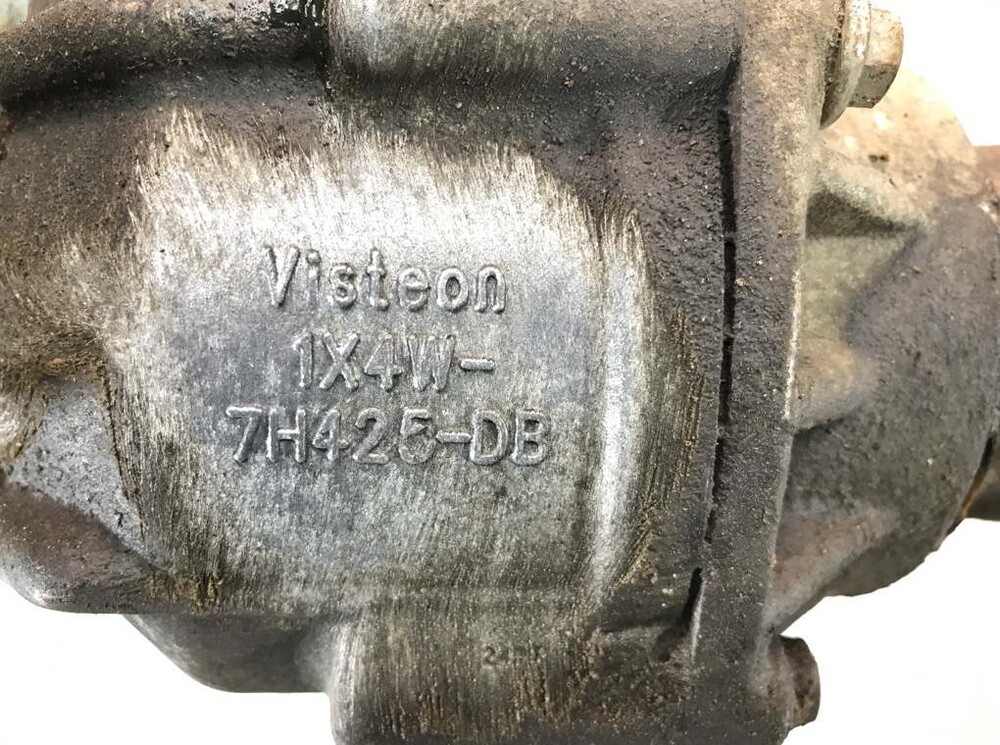 Visteon
1X4W-
7H425-DB